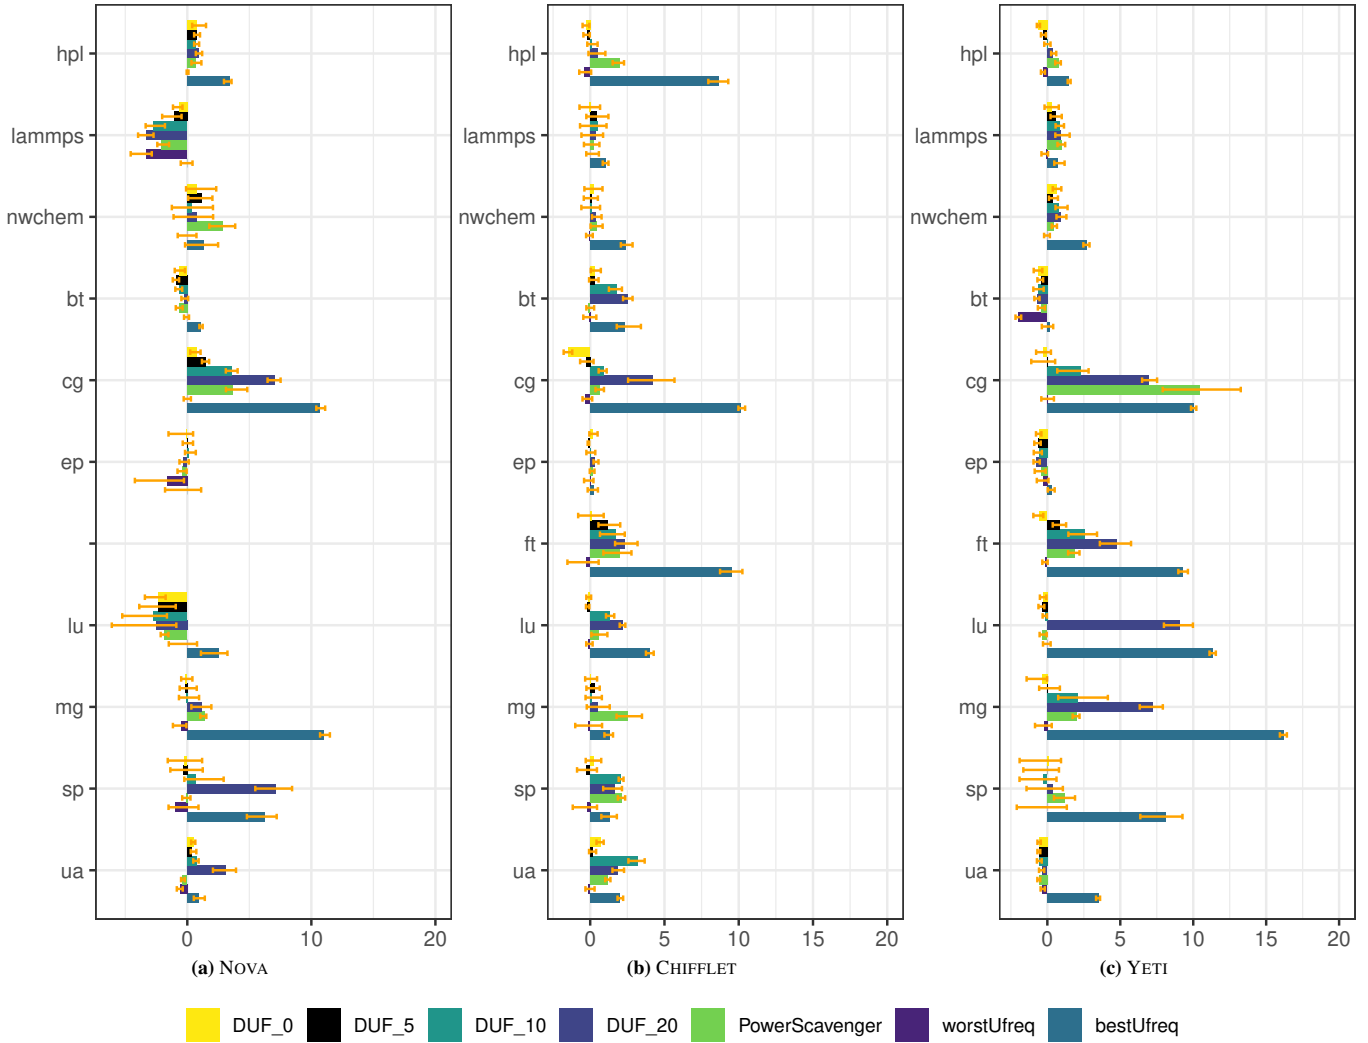 hpl
lammps
nwchem
bt
cg
ep
lu
mg
sp
ua
0 10 20
(a) NOVA
hpl
lammps
nwchem
bt
cg
ep
ft
lu
mg
sp
ua
0 5 10 15 20
(b) CHIFFLET
hpl
lammps
nwchem
bt
cg
ep
ft
lu
mg
sp
ua
0 5 10 15 20
(c) YETI
DUF_0 DUF_5 DUF_10 DUF_20 PowerScavenger worstUfreq bestUfreq